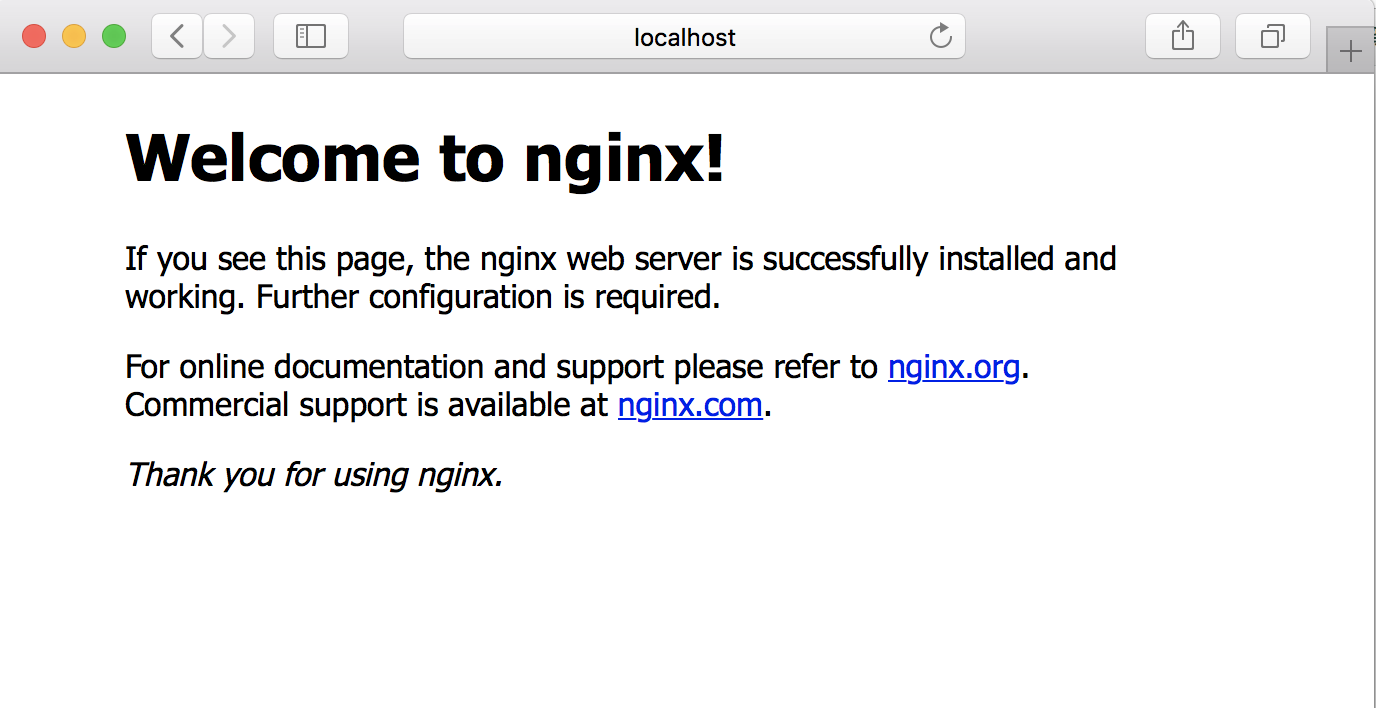 localhost
Welcome to nginx!
If you see this page, the nginx web server is successfully installed and
working. Further configuration is required.
For online documentation and support please refer to nginx.org.
Commercial support is available at nginx.com.
Thank you for using nginx.